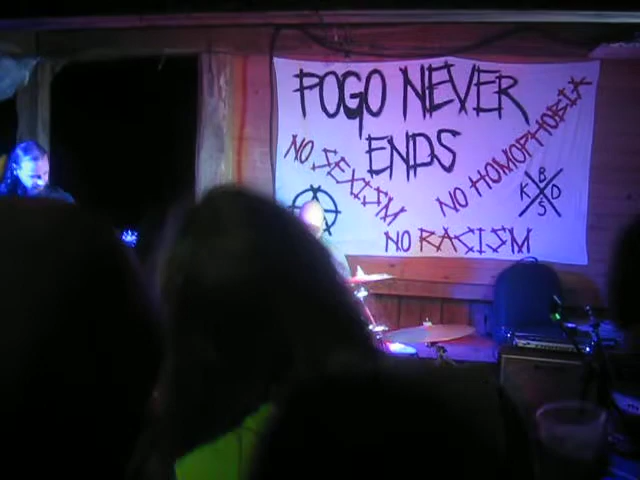 POGO NEVER
ENDS
NO SEXISM
NO HOMOPHOBIA
K B D S
NO RACISM